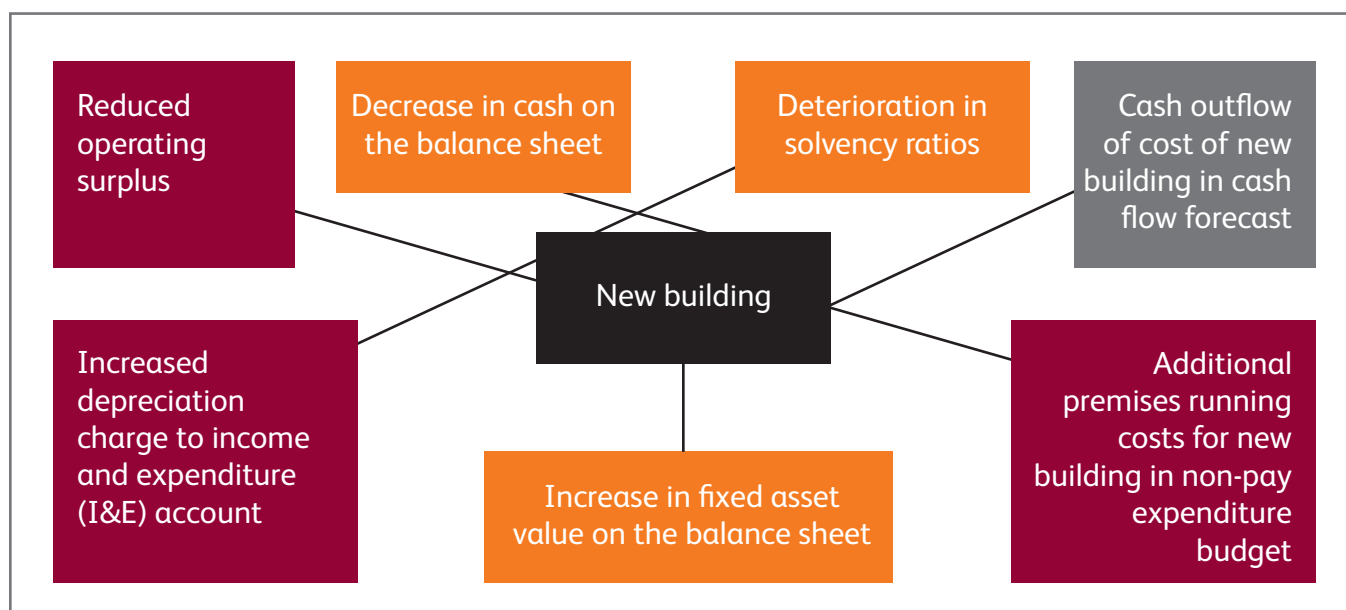 Reduced
operating
surplus
Decrease in cash on
the balance sheet
Deterioration in
solvency ratios
Cash outflow
of cost of new
building in cash
flow forecast
New building
Increased
depreciation
charge to income
and expenditure
(I&E) account
Increase in fixed asset
value on the balance sheet
Additional
premises running
costs for new
building in non-pay
expenditure
budget